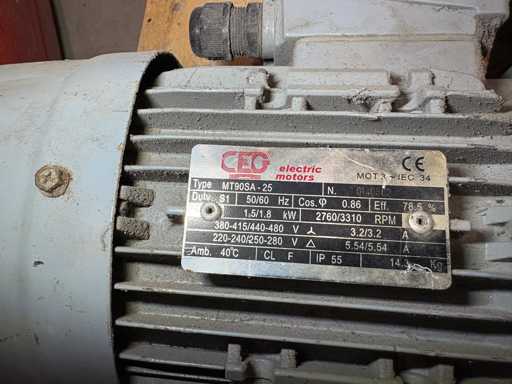 CEG electric motors
CE
MOT 3 ~ IEC 34
Type MT90SA - 25 N.
Duty S1 50/60 Hz Cos.φ 0.86 Eff. 78.5 %
1.5/1.8 kW 2760/3310 RPM
380-415/440-480 V Y 3.2/3.2 A
220-240/250-280 V △ 5.54/5.54 A
Amb. 40°C CL F IP 55 Kg